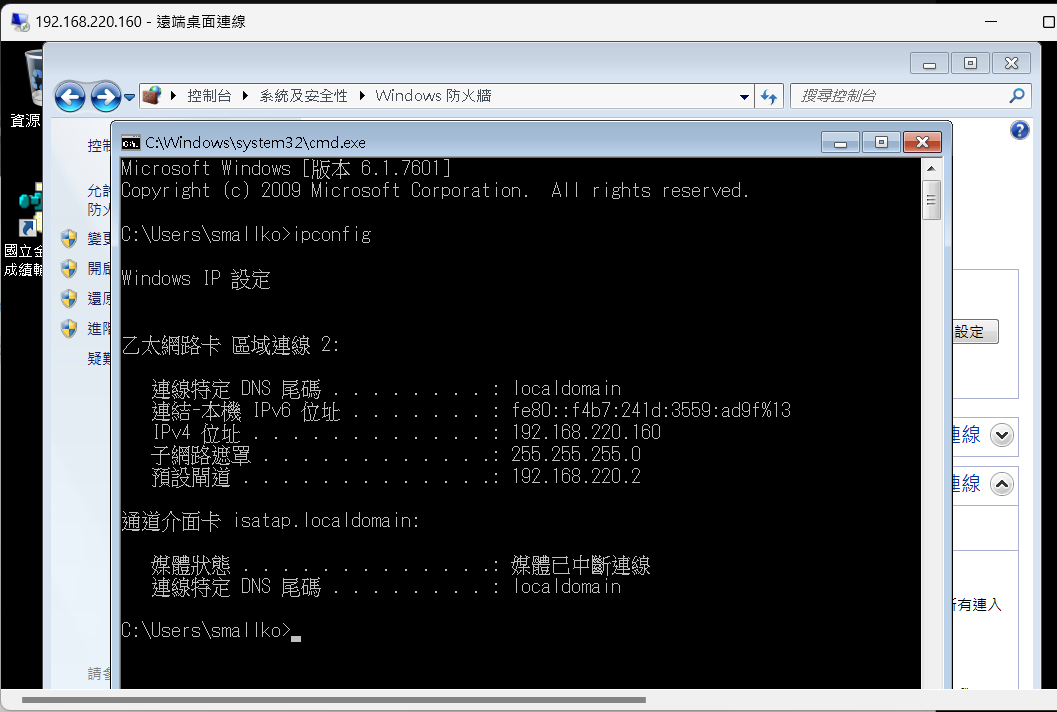 192.168.220.160 - 遠端桌面連線
資源
控制台 系統及安全性 Windows 防火牆
搜尋控制台
控制
C:\Windows\system32\cmd.exe
Microsoft Windows [版本 6.1.7601]
Copyright (c) 2009 Microsoft Corporation.  All rights reserved.
允許
防火
變更
C:\Users\smallko>ipconfig
國立金
成績輸
開啟
Windows IP 設定
還原
進階
設定
乙太網路卡 區域連線 2:
疑難
連線特定 DNS 尾碼 . . . . . . . . : localdomain
連結-本機 IPv6 位址 . . . . . . . : fe80::f4b7:241d:3559:ad9f%13
IPv4 位址 . . . . . . . . . . . . : 192.168.220.160
連線
子網路遮罩 . . . . . . . . . . . .: 255.255.255.0
預設閘道 . . . . . . . . . . . . .: 192.168.220.2
連線
通道介面卡 isatap.localdomain:
媒體狀態 . . . . . . . . . . . . .: 媒體已中斷連線
連線特定 DNS 尾碼 . . . . . . . . : localdomain
所有連入
C:\Users\smallko>
請參